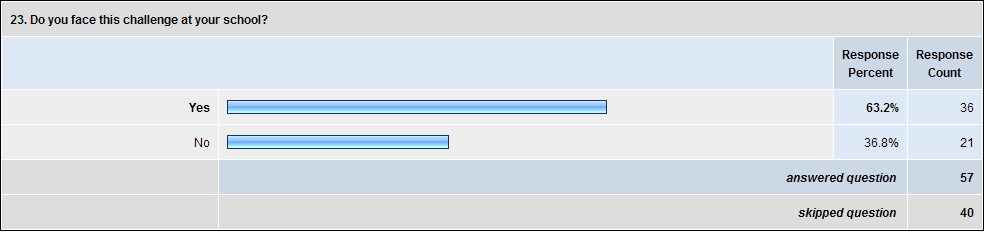 23. Do you face this challenge at your school?
Response Percent Response Count
Yes 63.2% 36
No 36.8% 21
answered question 57
skipped question 40